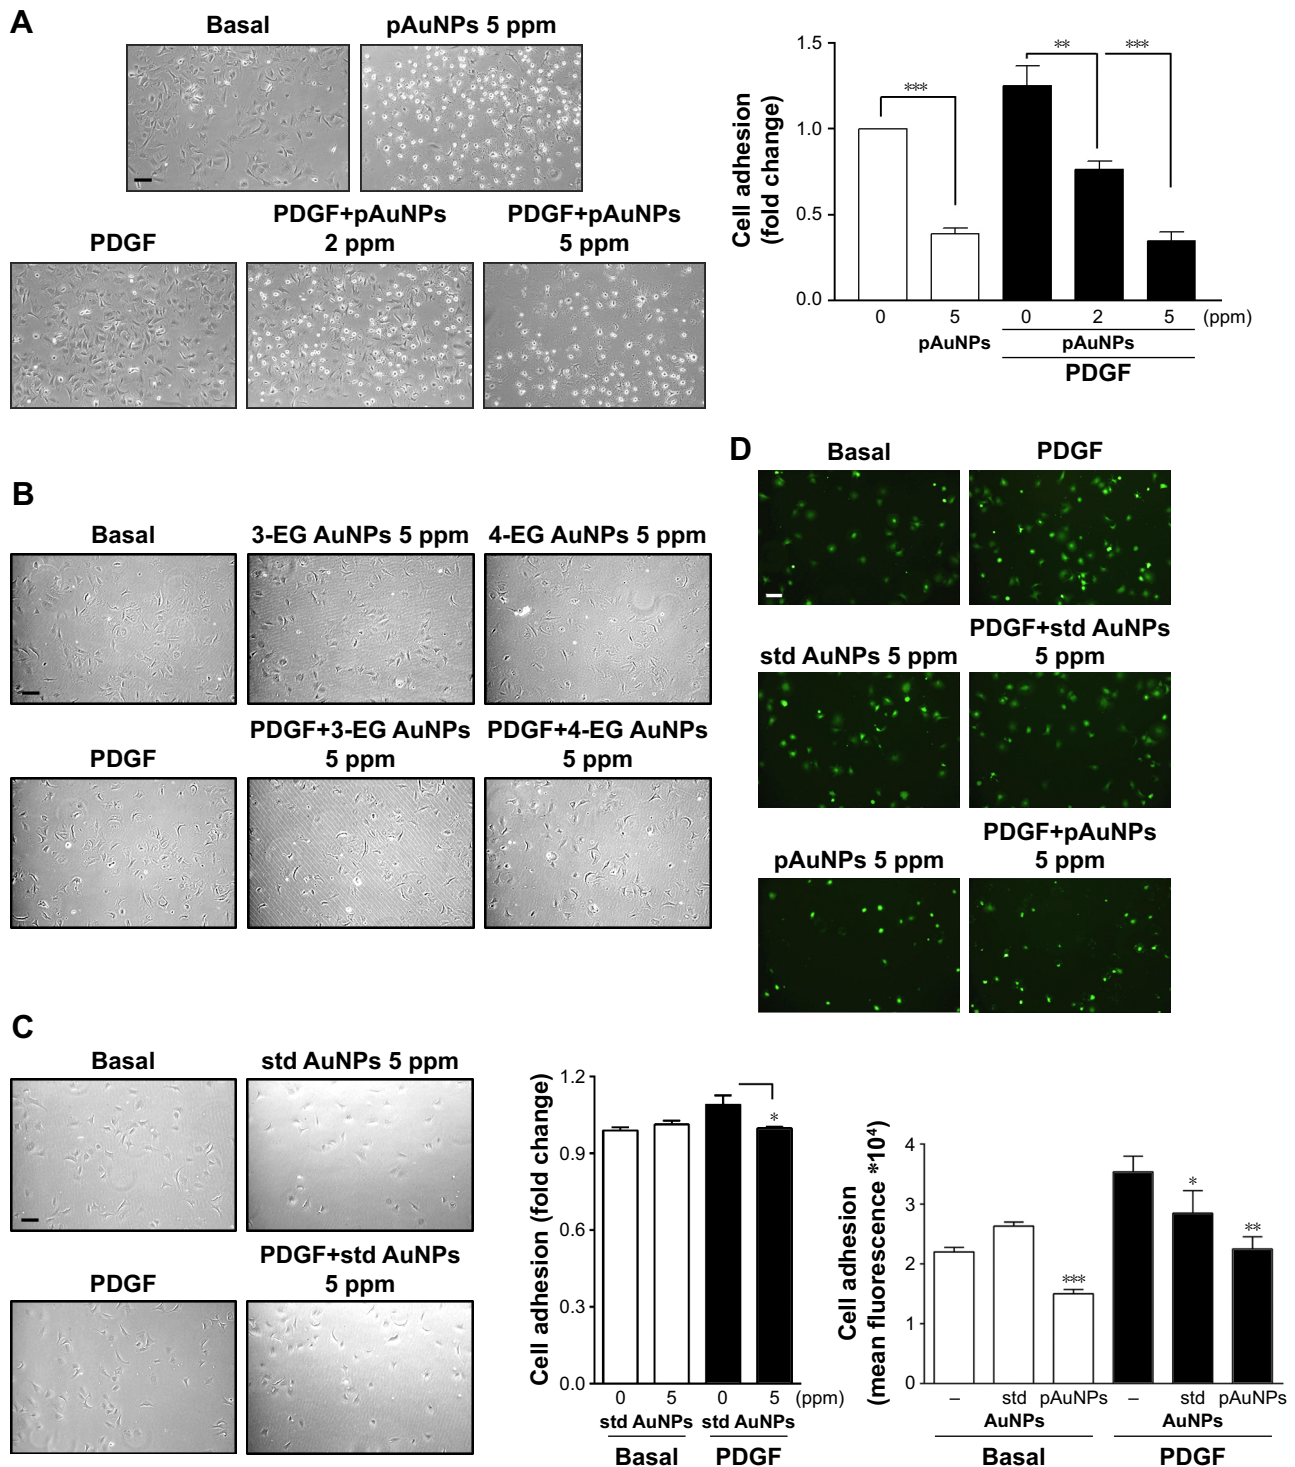 A
Basal
pAuNPs 5 ppm
PDGF
PDGF+pAuNPs
2 ppm
PDGF+pAuNPs
5 ppm
Cell adhesion
(fold change)
1.5
1.0
0.5
0.0
***
**
***
0
5
0
2
5
(ppm)
pAuNPs
pAuNPs
PDGF
B
Basal
3-EG AuNPs 5 ppm
4-EG AuNPs 5 ppm
PDGF
PDGF+3-EG AuNPs
5 ppm
PDGF+4-EG AuNPs
5 ppm
C
Basal
std AuNPs 5 ppm
PDGF
PDGF+std AuNPs
5 ppm
Cell adhesion (fold change)
1.2
0.9
0.6
0.3
0.0
*
0
5
0
5
(ppm)
std AuNPs
std AuNPs
Basal
PDGF
D
Basal
PDGF
std AuNPs 5 ppm
PDGF+std AuNPs
5 ppm
pAuNPs 5 ppm
PDGF+pAuNPs
5 ppm
Cell adhesion
(mean fluorescence *10⁴)
4
3
2
1
0
***
*
**
–
std
pAuNPs
–
std
pAuNPs
AuNPs
AuNPs
Basal
PDGF